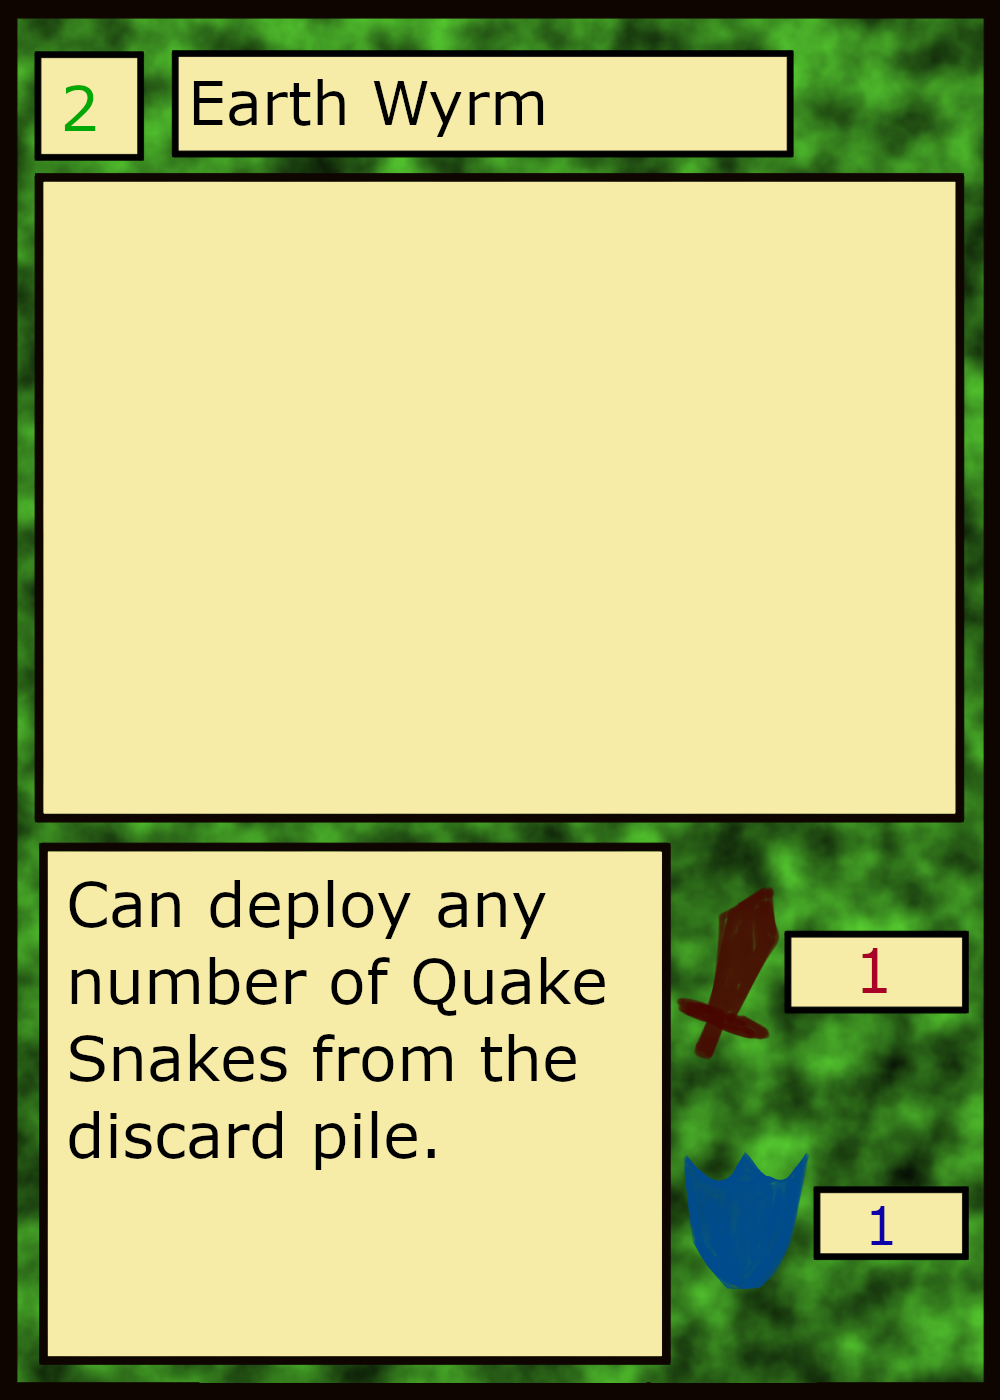 2
Earth Wyrm
Can deploy any
number of Quake
Snakes from the
discard pile.
1
1